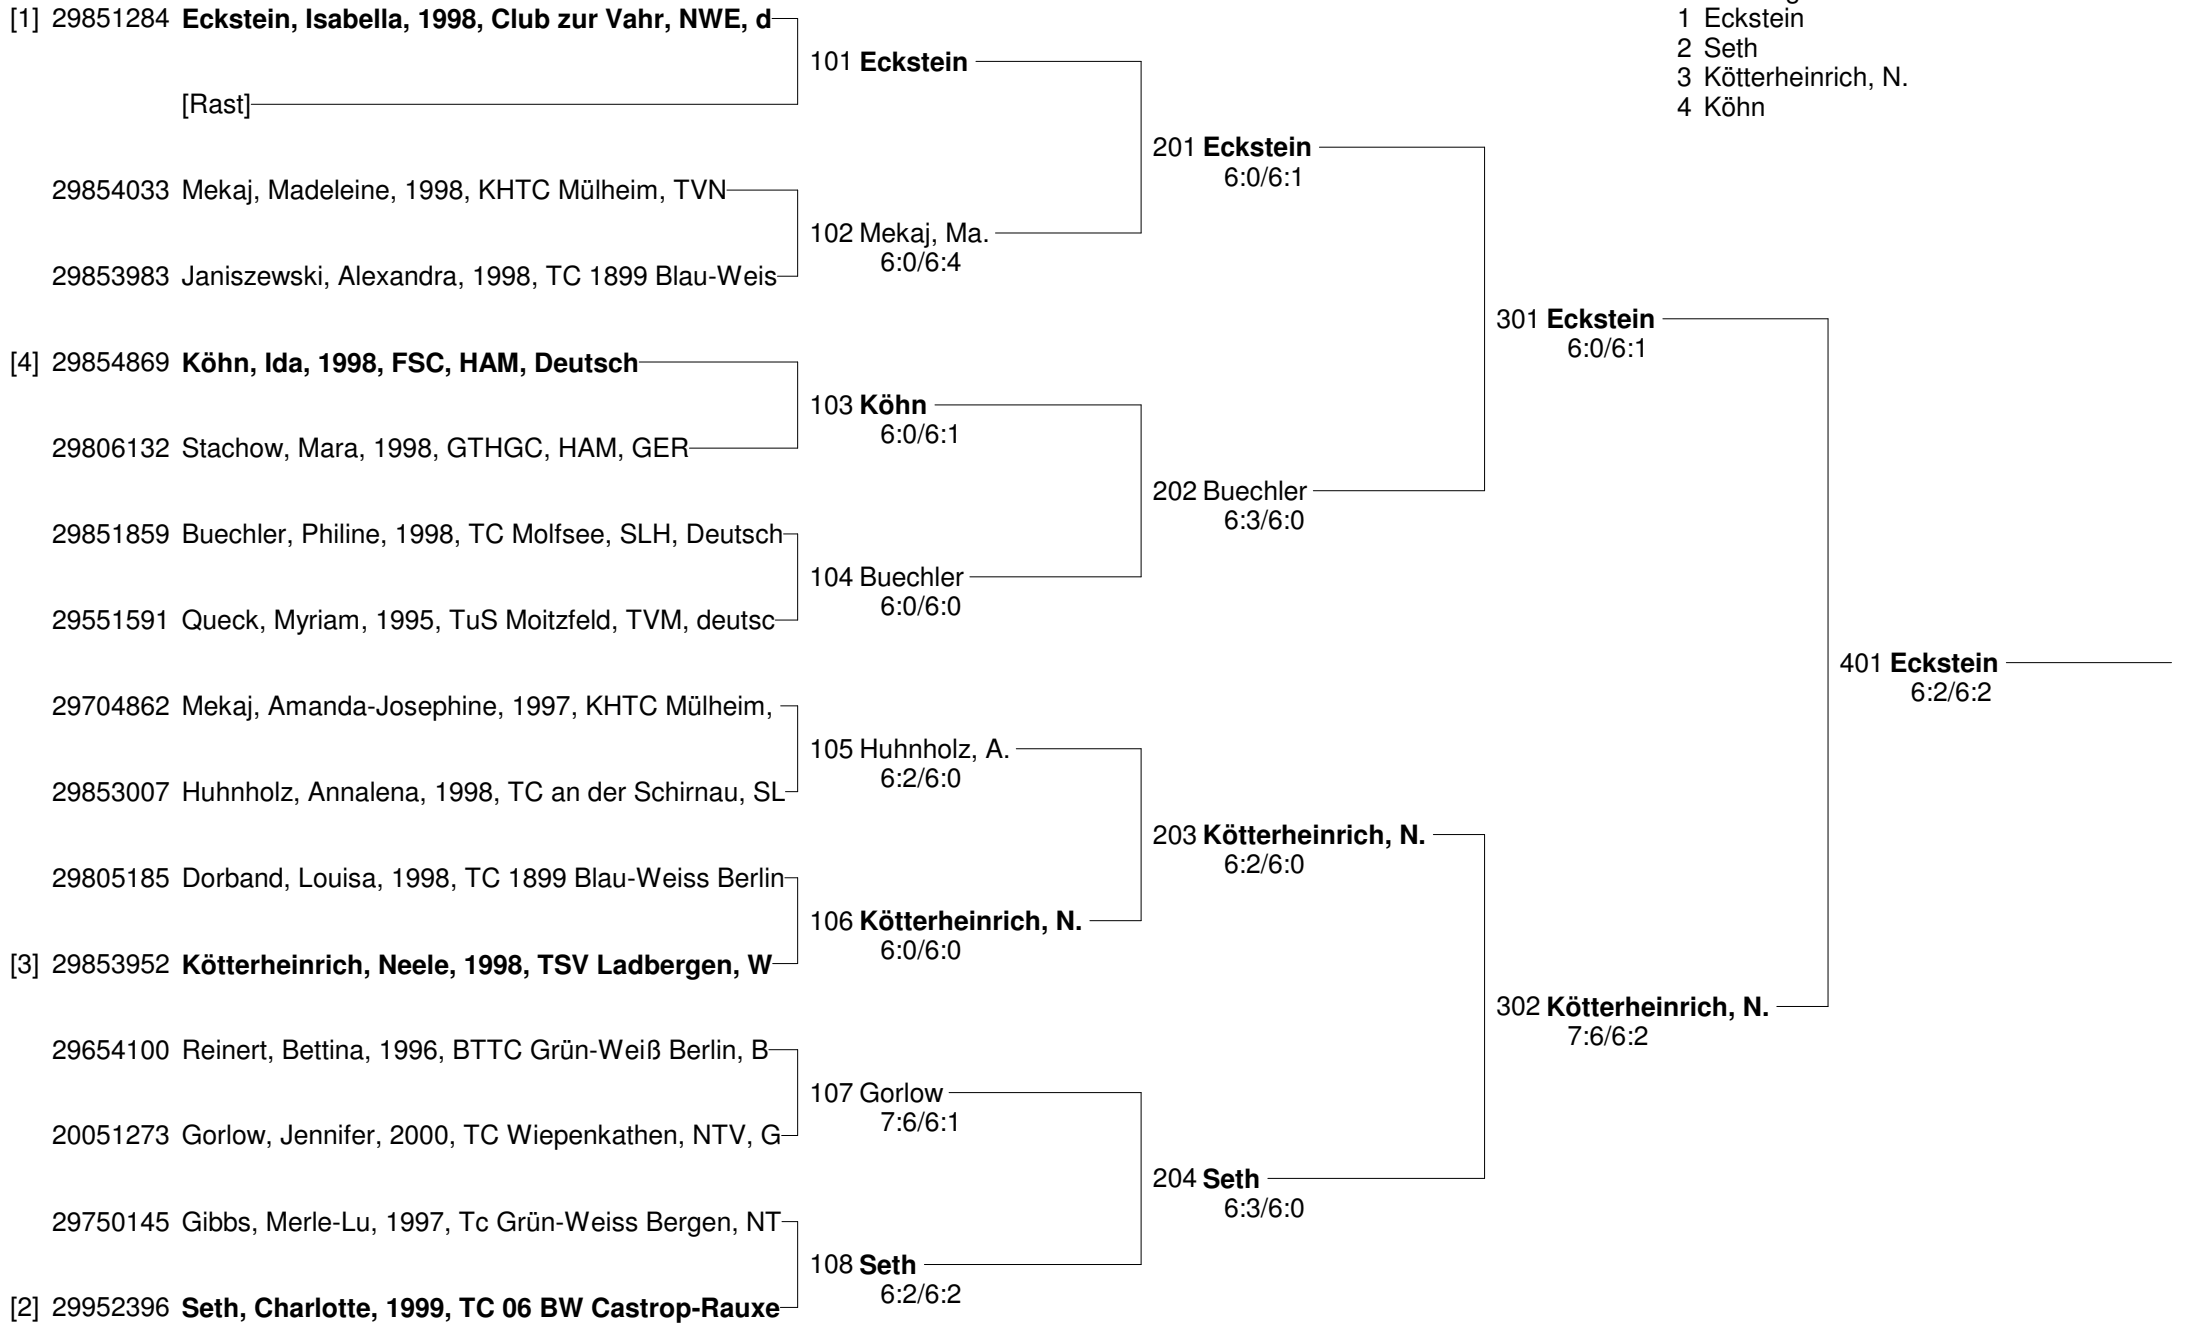 [1] 29851284 Eckstein, Isabella, 1998, Club zur Vahr, NWE, d
[Rast]
29854033 Mekaj, Madeleine, 1998, KHTC Mülheim, TVN
29853983 Janiszewski, Alexandra, 1998, TC 1899 Blau-Weis
[4] 29854869 Köhn, Ida, 1998, FSC, HAM, Deutsch
29806132 Stachow, Mara, 1998, GTHGC, HAM, GER
29851859 Buechler, Philine, 1998, TC Molfsee, SLH, Deutsch
29551591 Queck, Myriam, 1995, TuS Moitzfeld, TVM, deutsc
29704862 Mekaj, Amanda-Josephine, 1997, KHTC Mülheim,
29853007 Huhnholz, Annalena, 1998, TC an der Schirnau, SL
29805185 Dorband, Louisa, 1998, TC 1899 Blau-Weiss Berlin
[3] 29853952 Kötterheinrich, Neele, 1998, TSV Ladbergen, W
29654100 Reinert, Bettina, 1996, BTTC Grün-Weiß Berlin, B
20051273 Gorlow, Jennifer, 2000, TC Wiepenkathen, NTV, G
29750145 Gibbs, Merle-Lu, 1997, Tc Grün-Weiss Bergen, NT
[2] 29952396 Seth, Charlotte, 1999, TC 06 BW Castrop-Rauxe
101 Eckstein
102 Mekaj, Ma.
6:0/6:4
103 Köhn
6:0/6:1
104 Buechler
6:0/6:0
105 Huhnholz, A.
6:2/6:0
106 Kötterheinrich, N.
6:0/6:0
107 Gorlow
7:6/6:1
108 Seth
6:2/6:2
201 Eckstein
6:0/6:1
202 Buechler
6:3/6:0
203 Kötterheinrich, N.
6:2/6:0
204 Seth
6:3/6:0
301 Eckstein
6:0/6:1
302 Kötterheinrich, N.
7:6/6:2
401 Eckstein
6:2/6:2
1 Eckstein
2 Seth
3 Kötterheinrich, N.
4 Köhn